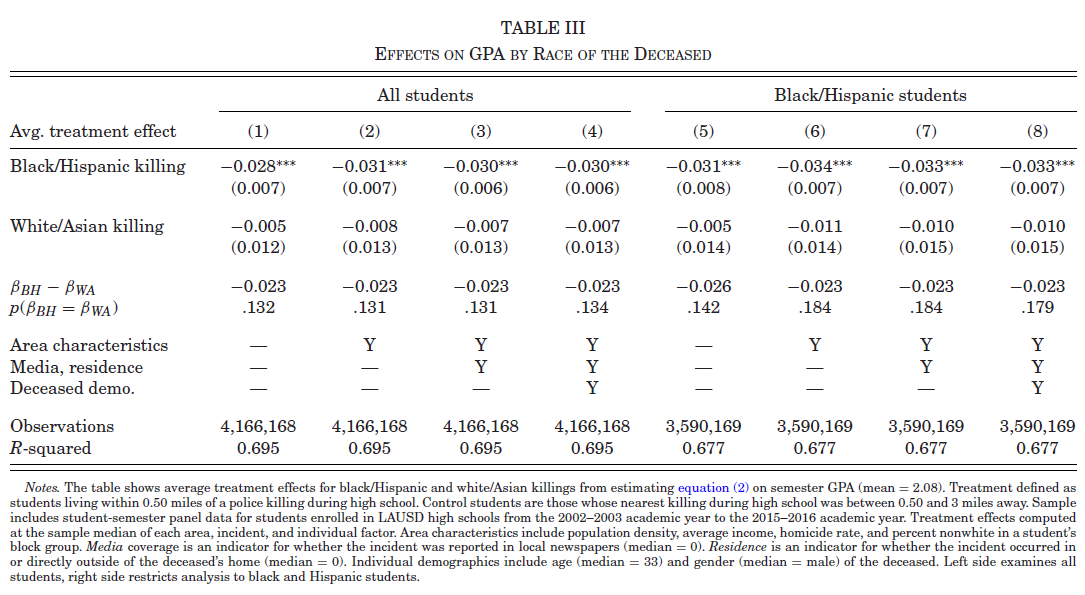 TABLE III
EFFECTS ON GPA BY RACE OF THE DECEASED
All students Black/Hispanic students
Avg. treatment effect (1) (2) (3) (4) (5) (6) (7) (8)
Black/Hispanic killing −0.028*** −0.031*** −0.030*** −0.030*** −0.031*** −0.034*** −0.033*** −0.033***
(0.007) (0.007) (0.006) (0.006) (0.008) (0.007) (0.007) (0.007)
White/Asian killing −0.005 −0.008 −0.007 −0.007 −0.005 −0.011 −0.010 −0.010
(0.012) (0.013) (0.013) (0.013) (0.014) (0.014) (0.015) (0.015)
βBH − βWA −0.023 −0.023 −0.023 −0.023 −0.026 −0.023 −0.023 −0.023
p(βBH = βWA) .132 .131 .131 .134 .142 .184 .184 .179
Area characteristics — Y Y Y — Y Y Y
Media, residence — — Y Y — — Y Y
Deceased demo. — — — Y — — — Y
Observations 4,166,168 4,166,168 4,166,168 4,166,168 3,590,169 3,590,169 3,590,169 3,590,169
R-squared 0.695 0.695 0.695 0.695 0.677 0.677 0.677 0.677
Notes. The table shows average treatment effects for black/Hispanic and white/Asian killings from estimating equation (2) on semester GPA (mean = 2.08). Treatment defined as
students living within 0.50 miles of a police killing during high school. Control students are those whose nearest killing during high school was between 0.50 and 3 miles away. Sample
includes student-semester panel data for students enrolled in LAUSD high schools from the 2002–2003 academic year to the 2015–2016 academic year. Treatment effects computed
at the sample median of each area, incident, and individual factor. Area characteristics include population density, average income, homicide rate, and percent nonwhite in a student's
block group. Media coverage is an indicator for whether the incident was reported in local newspapers (median = 0). Residence is an indicator for whether the incident occurred in
or directly outside of the deceased's home (median = 0). Individual demographics include age (median = 33) and gender (median = male) of the deceased. Left side examines all
students, right side restricts analysis to black and Hispanic students.